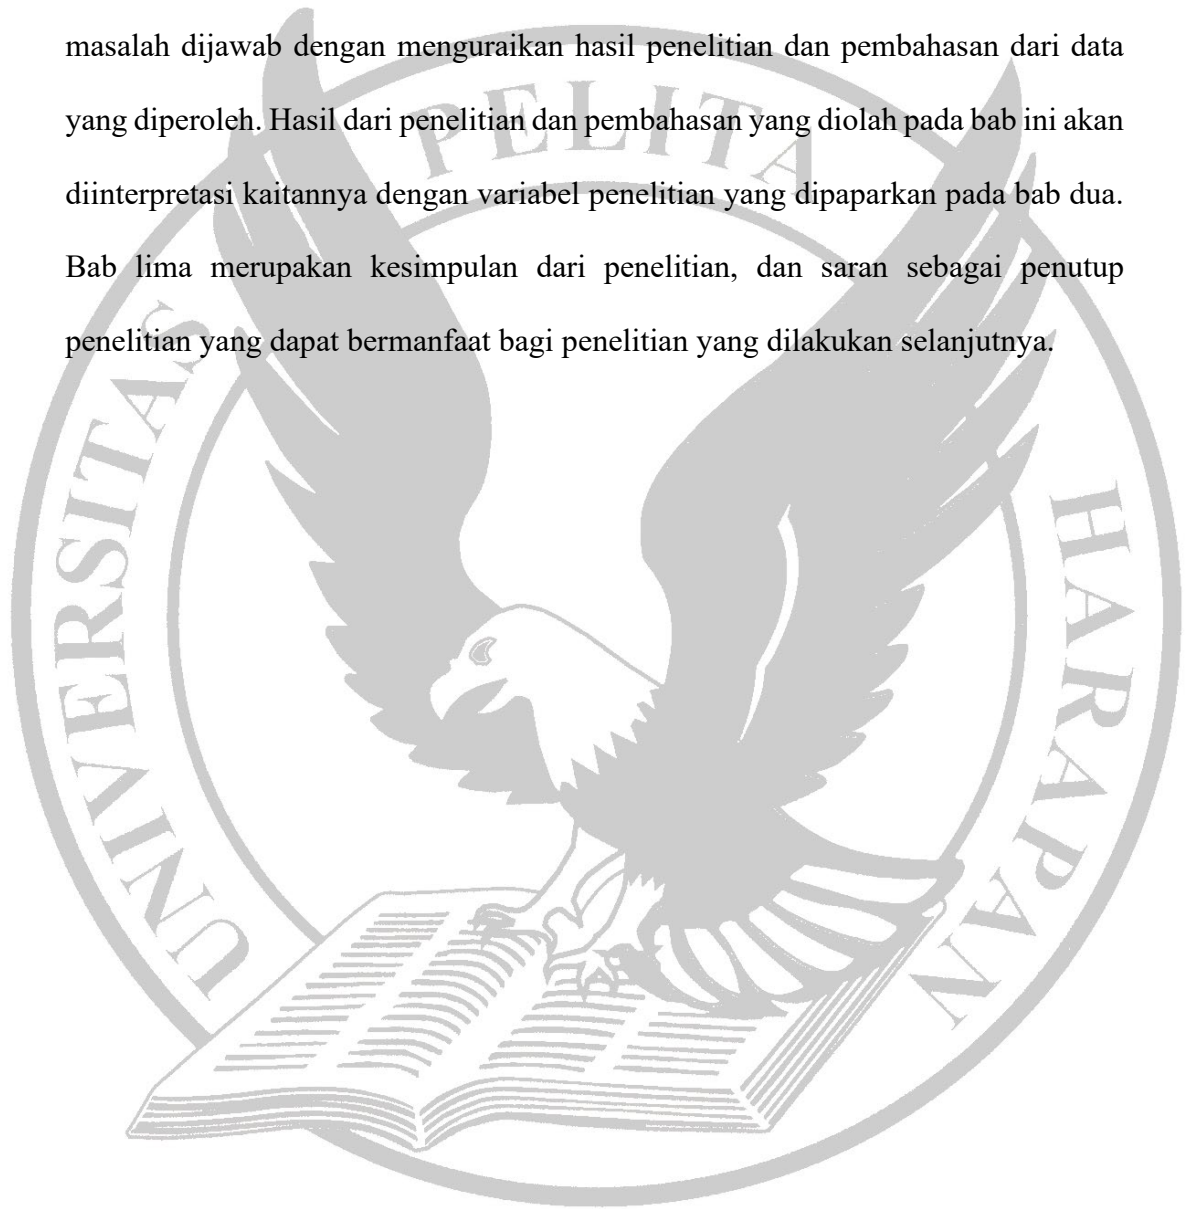 masalah dijawab dengan menguraikan hasil penelitian dan pembahasan dari data
yang diperoleh. Hasil dari penelitian dan pembahasan yang diolah pada bab ini akan
diinterpretasi kaitannya dengan variabel penelitian yang dipaparkan pada bab dua.
Bab lima merupakan kesimpulan dari penelitian, dan saran sebagai penutup
penelitian yang dapat bermanfaat bagi penelitian yang dilakukan selanjutnya.
UNIVERSITAS PELITA HARAPAN